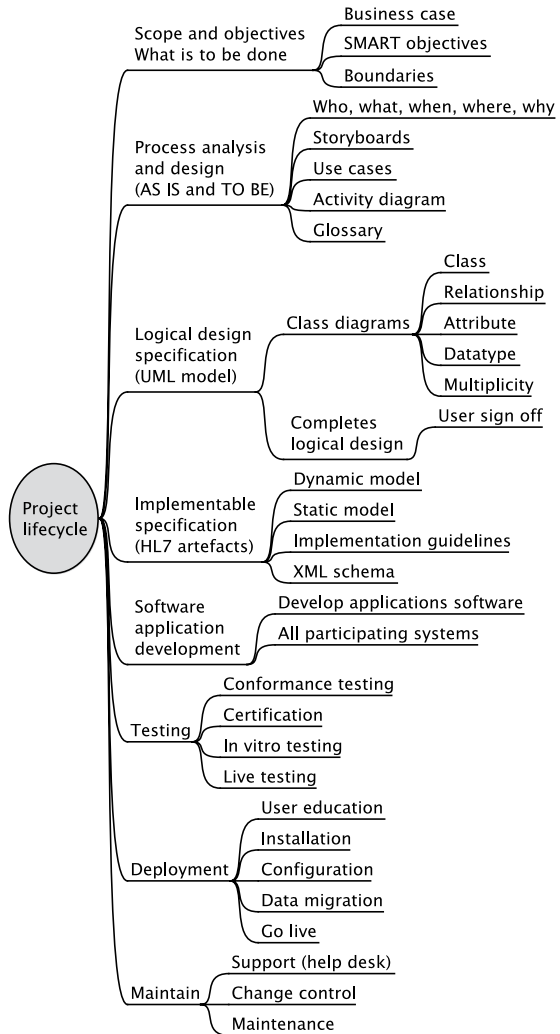 Project
lifecycle
Scope and objectives
What is to be done
Business case
SMART objectives
Boundaries
Process analysis
and design
(AS IS and TO BE)
Who, what, when, where, why
Storyboards
Use cases
Activity diagram
Glossary
Logical design
specification
(UML model)
Class diagrams
Class
Relationship
Attribute
Datatype
Multiplicity
Completes
logical design
User sign off
Implementable
specification
(HL7 artefacts)
Dynamic model
Static model
Implementation guidelines
XML schema
Software
application
development
Develop applications software
All participating systems
Testing
Conformance testing
Certification
In vitro testing
Live testing
Deployment
User education
Installation
Configuration
Data migration
Go live
Maintain
Support (help desk)
Change control
Maintenance